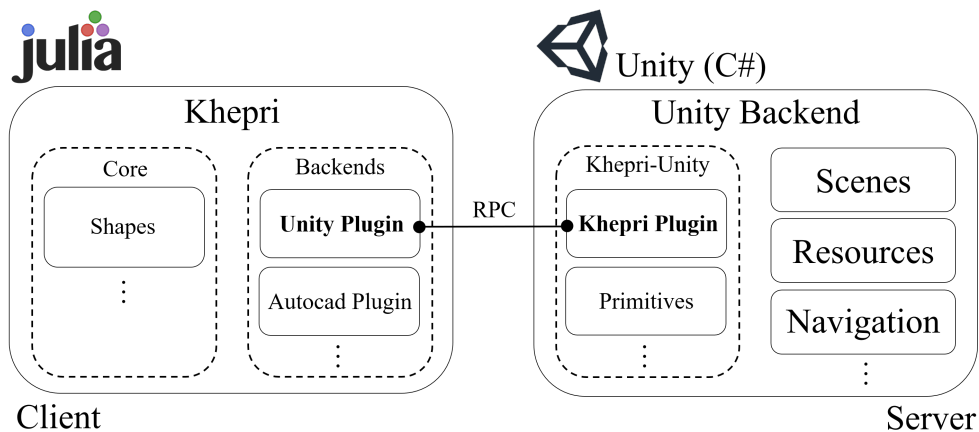 julia
Unity (C#)
Khepri
Unity Backend
Core
Shapes
Backends
Unity Plugin
Autocad Plugin
RPC
Khepri-Unity
Khepri Plugin
Primitives
Scenes
Resources
Navigation
Client
Server